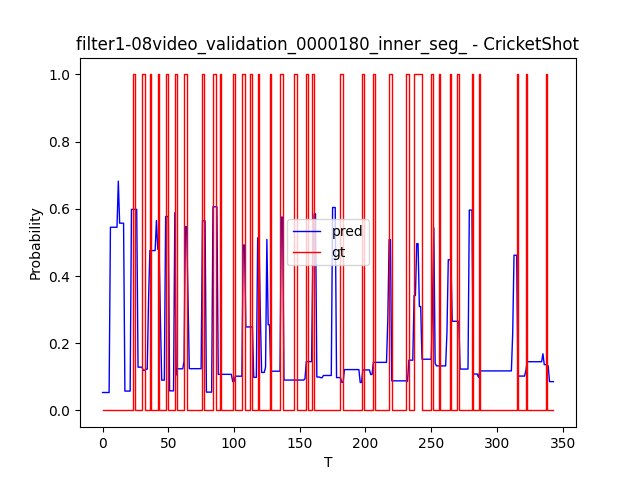 filter1-08video_validation_0000180_inner_seg_ - CricketShot
1.0
0.8
0.6
0.4
0.2
0.0
Probability
pred
gt
0 50 100 150 200 250 300 350
T